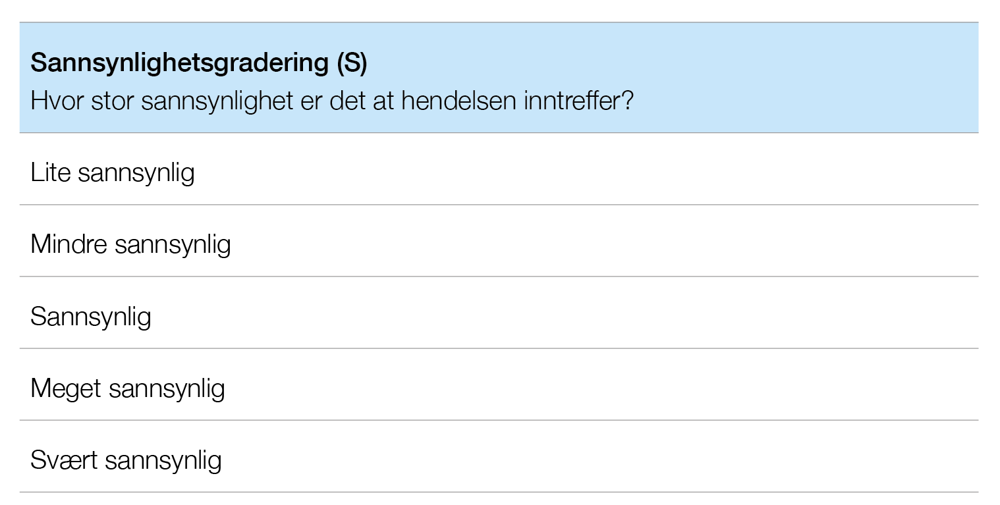 Sannsynlighetsgradering (S)
Hvor stor sannsynlighet er det at hendelsen inntreffer?
Lite sannsynlig
Mindre sannsynlig
Sannsynlig
Meget sannsynlig
Svært sannsynlig